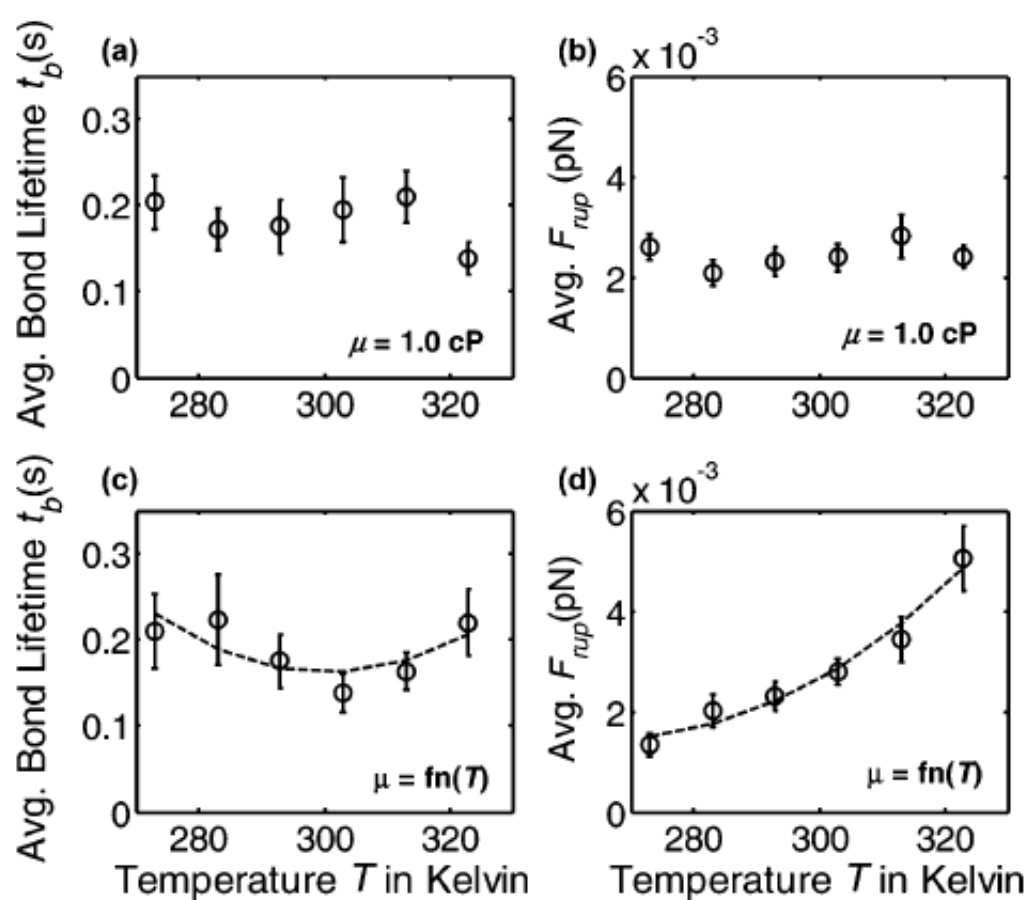 (a)
Avg. Bond Lifetime t_b(s)
0.3
0.2
0.1
0
280 300 320
μ = 1.0 cP
(b)
x 10^-3
Avg. F_rup (pN)
6
4
2
0
280 300 320
μ = 1.0 cP
(c)
Avg. Bond Lifetime t_b(s)
0.3
0.2
0.1
0
280 300 320
μ = fn(T)
Temperature T in Kelvin
(d)
x 10^-3
Avg. F_rup(pN)
6
4
2
0
280 300 320
μ = fn(T)
Temperature T in Kelvin